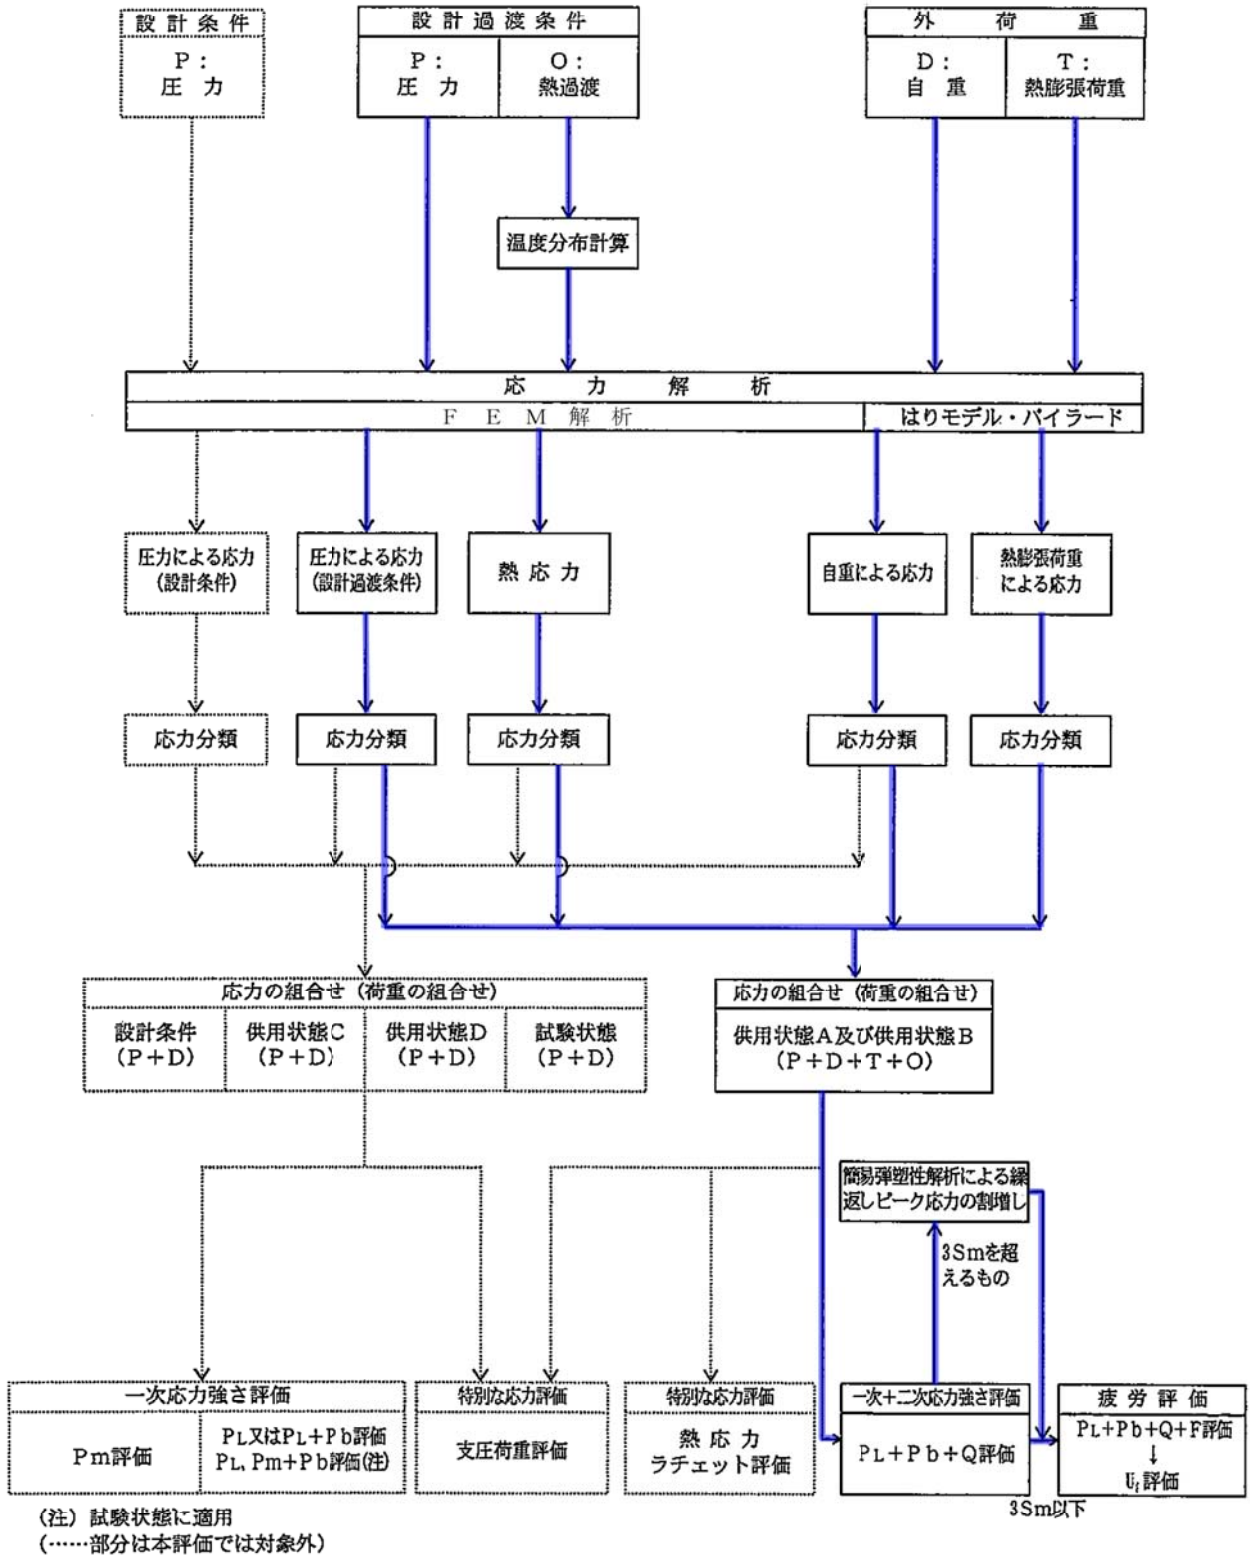 設計条件
P：
圧力
設計過渡条件
P：
圧力
O：
熱過渡
外荷重
D：
自重
T：
熱膨張荷重
温度分布計算
応力解析
FEM解析
はりモデル・バイラード
圧力による応力
(設計条件)
圧力による応力
(設計過渡条件)
熱応力
自重による応力
熱膨張荷重
による応力
応力分類
応力分類
応力分類
応力分類
応力分類
応力の組合せ（荷重の組合せ）
設計条件
(P＋D)
供用状態C
(P＋D)
供用状態D
(P＋D)
試験状態
(P＋D)
応力の組合せ（荷重の組合せ）
供用状態A及び供用状態B
(P＋D＋T＋O)
簡易弾塑性解析による繰
返しピーク応力の割増し
3Smを超
えるもの
一次応力強さ評価
Pm評価
PL又はPL＋Pb評価
PL, Pm＋Pb評価(注)
特別な応力評価
支圧荷重評価
特別な応力評価
熱応力
ラチェット評価
一次＋二次応力強さ評価
PL＋Pb＋Q評価
疲労評価
PL＋Pb＋Q＋F評価
↓
Uf評価
3Sm以下
(注) 試験状態に適用
(……部分は本評価では対象外)